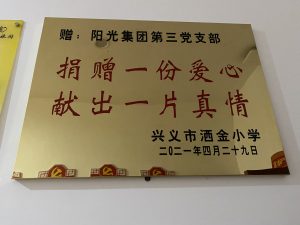 赠：阳光集团第三党支部
捐赠一份爱心
献出一片真情
兴义市洒金小学
二〇二一年四月二十九日